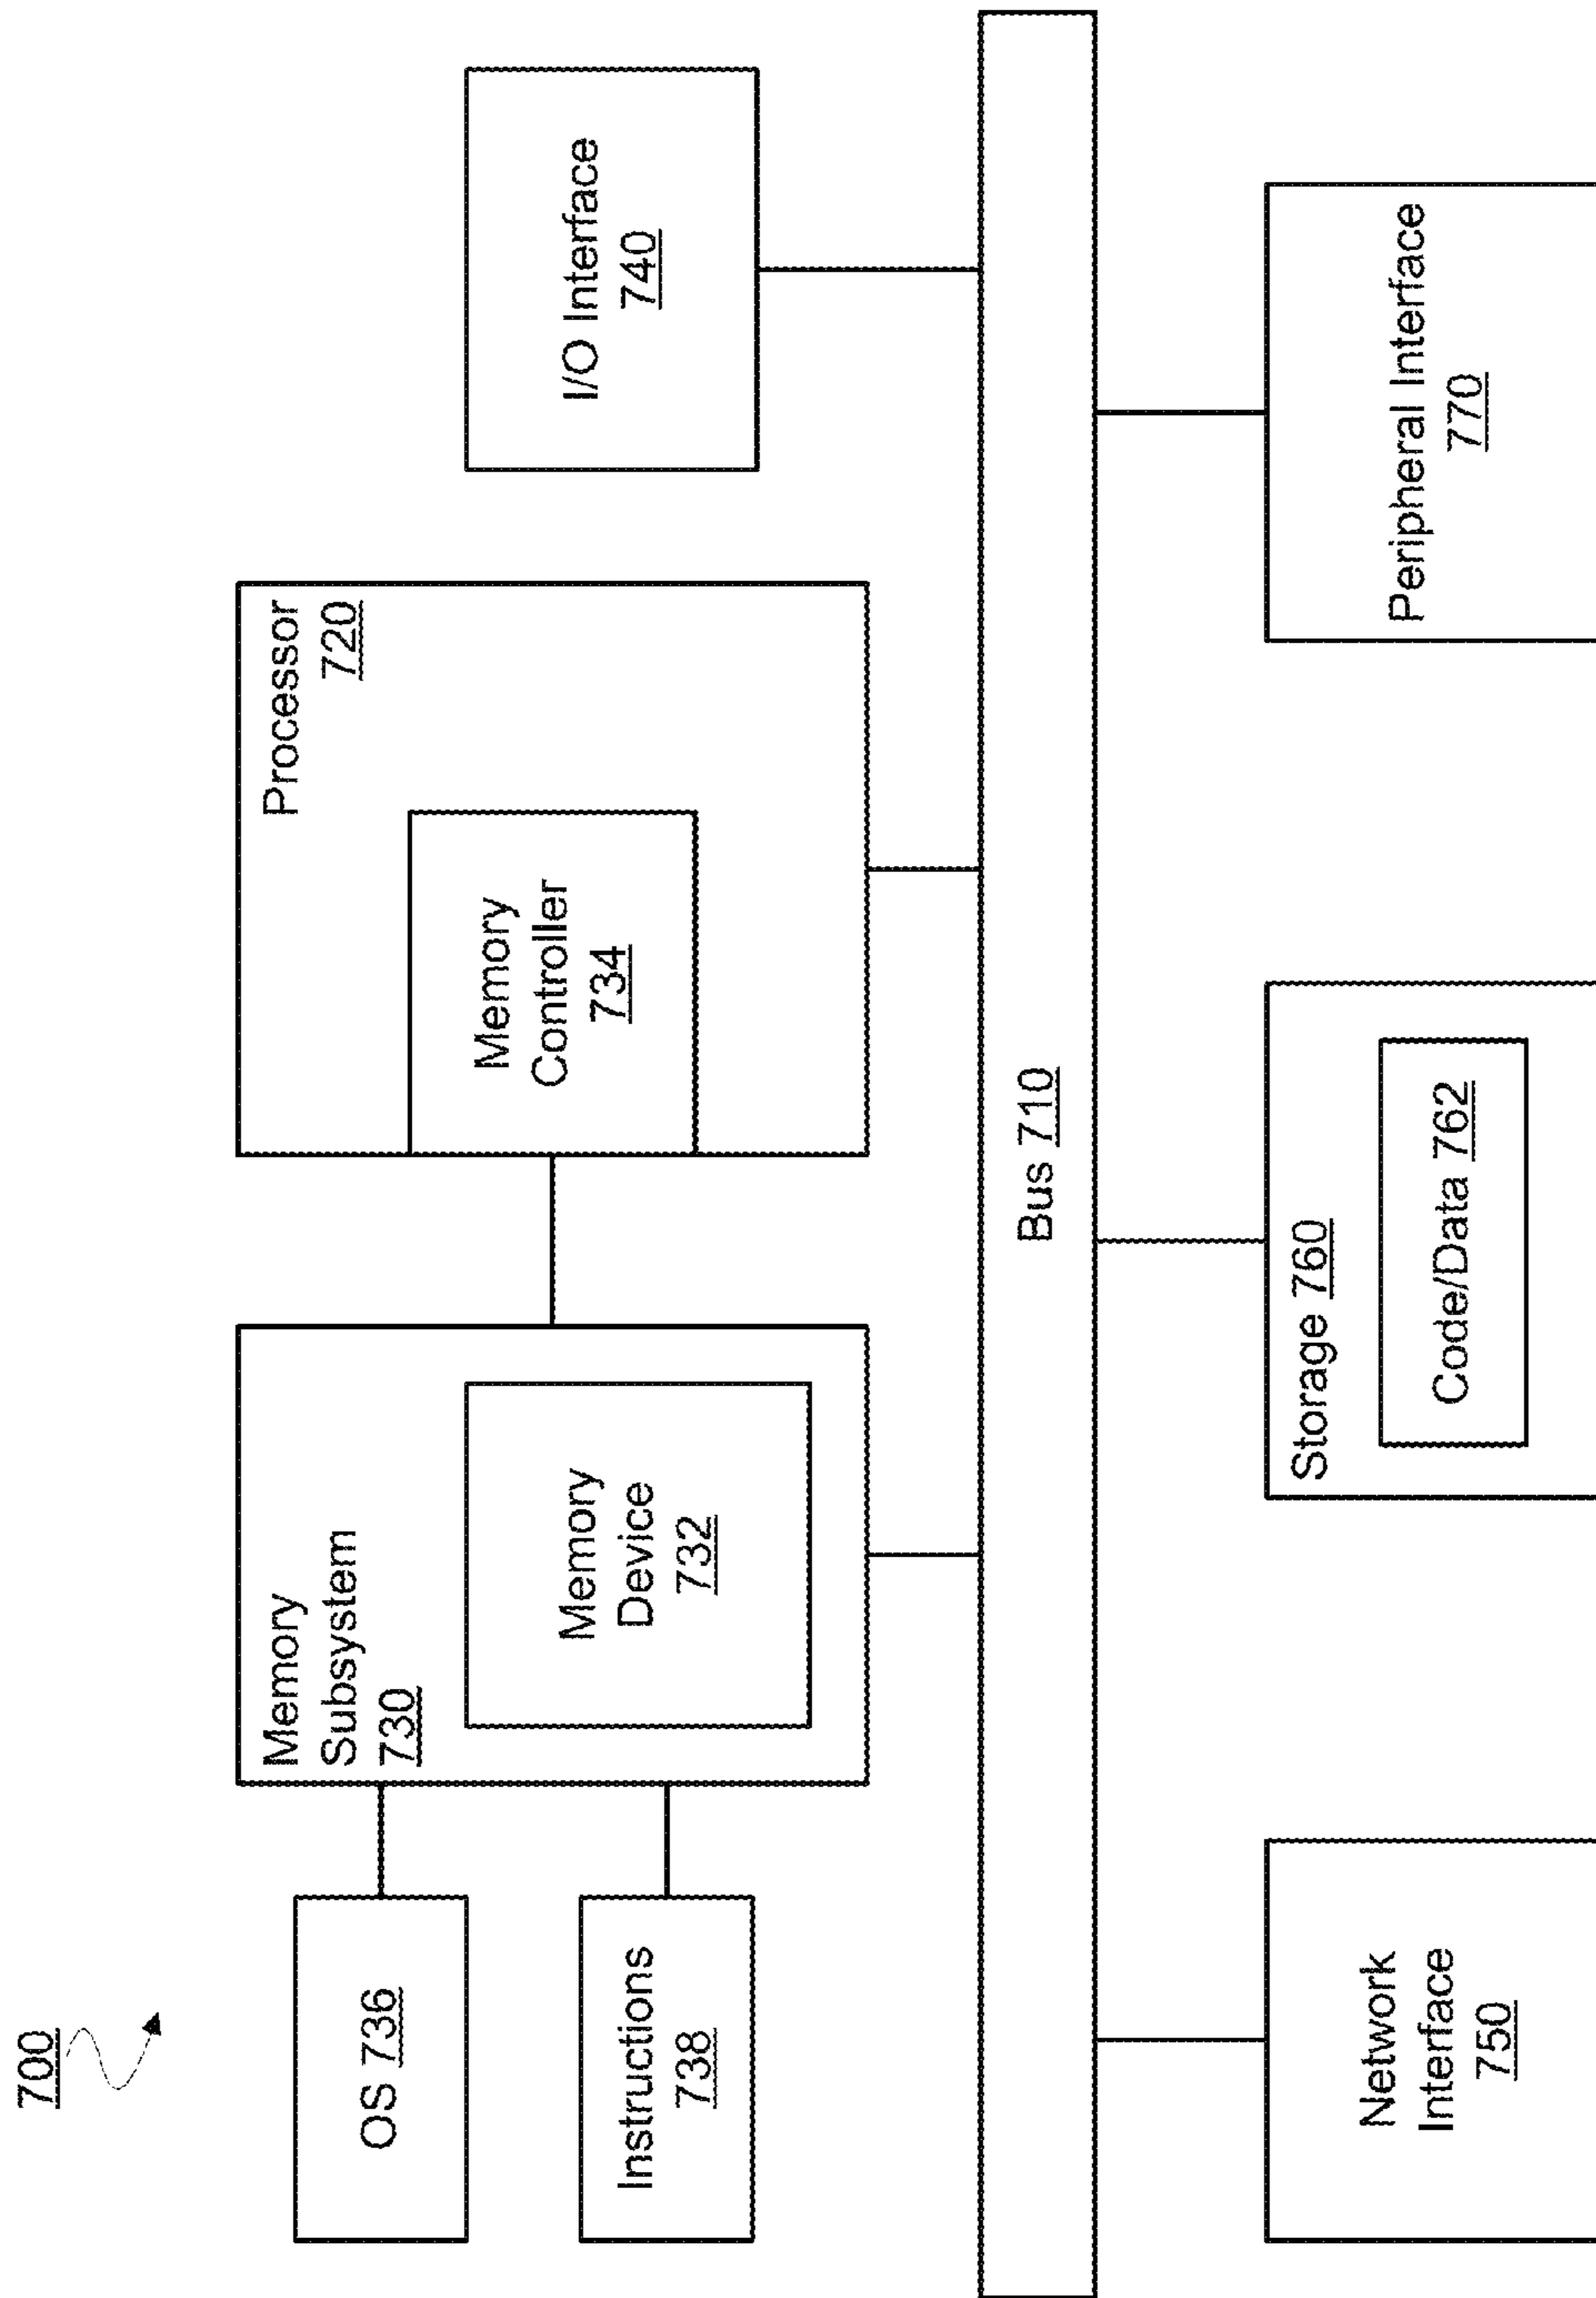 700
OS 736
Instructions
738
Memory
Subsystem
730
Memory
Device
732
Processor
720
Memory
Controller
734
I/O Interface
740
Bus 710
Network
Interface
750
Storage 760
Code/Data 762
Peripheral Interface
770